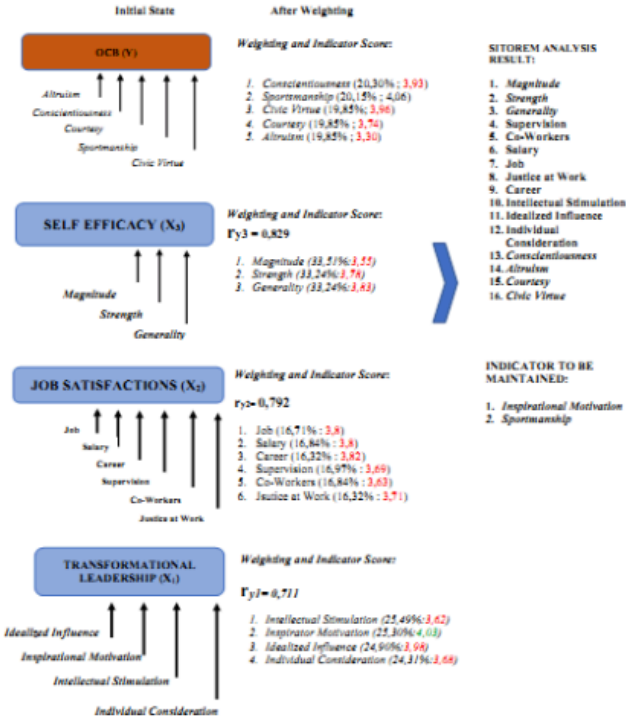 Initial State
After Weighting
OCB (Y)
Altruism
Conscientiousness
Courtesy
Sportmanship
Civic Virtue
Weighting and Indicator Score:
1. Conscientiousness (20,30% ; 3,93)
2. Sportsmanship (20,15% ; 4,06)
3. Civic Virtue (19,85%; 3,96)
4. Courtesy (19,85% ; 3,74)
5. Altruism (19,85% ; 3,30)
SELF EFFICACY (X3)
Magnitude
Strength
Generality
Weighting and Indicator Score:
ry3 = 0,829
1. Magnitude (33,51%:3,55)
2. Strength (33,24%:3,78)
3. Generality (33,24%:3,83)
JOB SATISFACTIONS (X2)
Job
Salary
Career
Supervision
Co-Workers
Justice at Work
Weighting and Indicator Score:
ry2= 0,792
1. Job (16,71% : 3,8)
2. Salary (16,84% : 3,8)
3. Career (16,32% : 3,82)
4. Supervision (16,97% : 3,69)
5. Co-Workers (16,84% : 3,63)
6. Jsutice at Work (16,32% : 3,71)
TRANSFORMATIONAL
LEADERSHIP (X1)
Idealized Influence
Inspirational Motivation
Intellectual Stimulation
Individual Consideration
Weighting and Indicator Score:
ry1= 0,711
1. Intellectual Stimulation (25,49%:3,62)
2. Inspirator Motivation (25,30%:4,03)
3. Idealized Influence (24,90%:3,98)
4. Individual Consideration (24,31%:3,68)
SITOREM ANALYSIS
RESULT:
1. Magnitude
2. Strength
3. Generality
4. Supervision
5. Co-Workers
6. Salary
7. Job
8. Justice at Work
9. Career
10. Intellectual Stimulation
11. Idealized Influence
12. Individual
Consideration
13. Conscientiousness
14. Altruism
15. Courtesy
16. Civic Virtue
INDICATOR TO BE
MAINTAINED:
1. Inspirational Motivation
2. Sportmanship